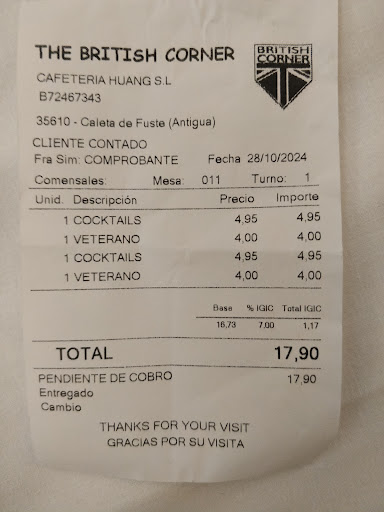 THE BRITISH CORNER
BRITISH
CORNER
CAFETERIA HUANG S.L
B72467343
35610 - Caleta de Fuste (Antigua)
CLIENTE CONTADO
Fra Sim: COMPROBANTE Fecha 28/10/2024
Comensales: Mesa: 011 Turno: 1
Unid. Descripción Precio Importe
1 COCKTAILS 4,95 4,95
1 VETERANO 4,00 4,00
1 COCKTAILS 4,95 4,95
1 VETERANO 4,00 4,00
Base % IGIC Total IGIC
16,73 7,00 1,17
TOTAL 17,90
PENDIENTE DE COBRO 17,90
Entregado
Cambio
THANKS FOR YOUR VISIT
GRACIAS POR SU VISITA